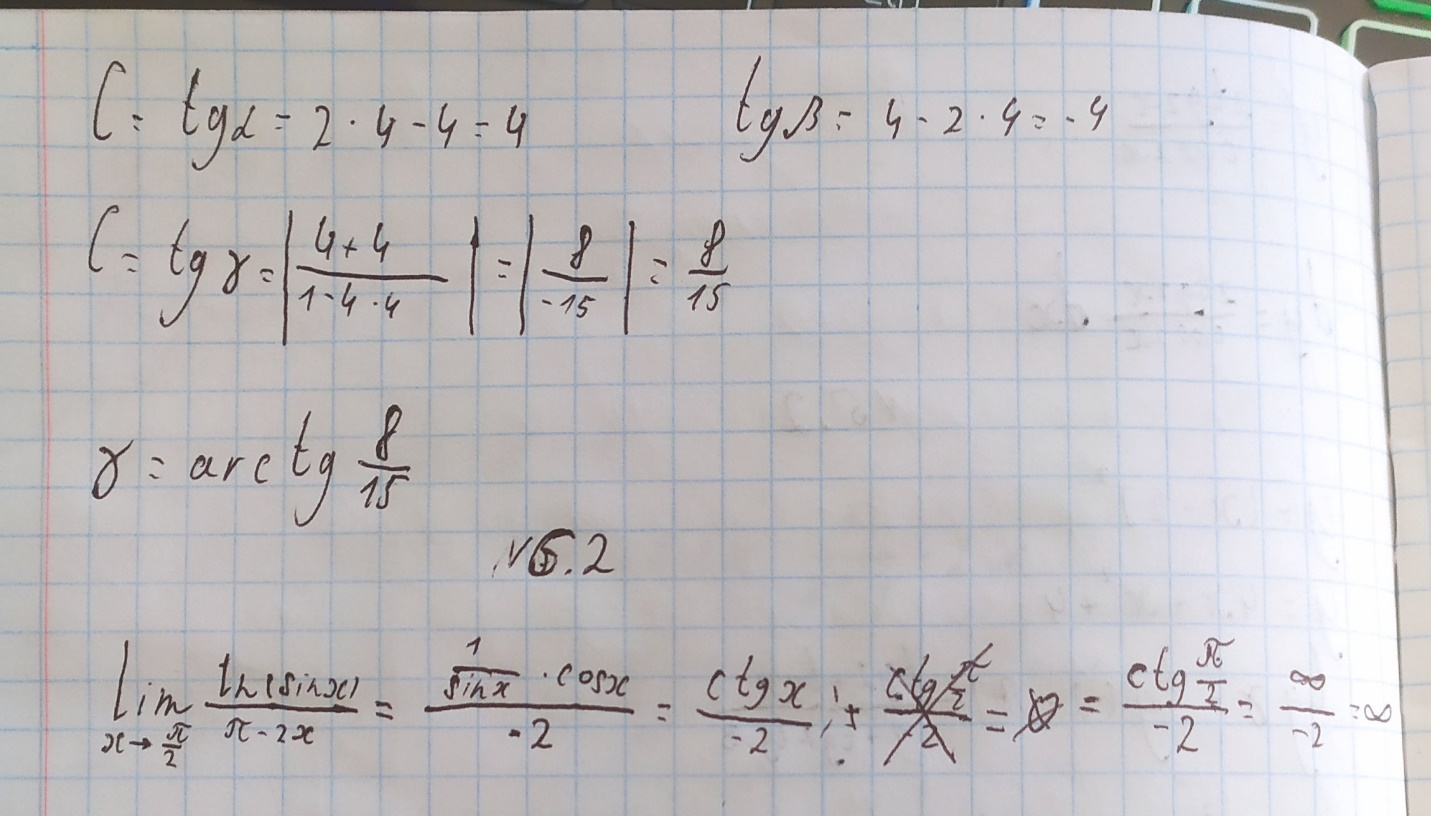 C = tgα = 2 · 4 - 4 = 4 tgβ = 4 - 2 · 4 = -4
C = tgγ = |(4+4)/(1-4·4)| = |8/(-15)| = 8/15
γ = arctg 8/15
№6.2
lim x→π/2 ln(sinx)/(π-2x) = (1/sinx · cosx)/(-2) = ctgx/(-2) = = (ctg π/2)/(-2) = ∞/(-2) = ∞